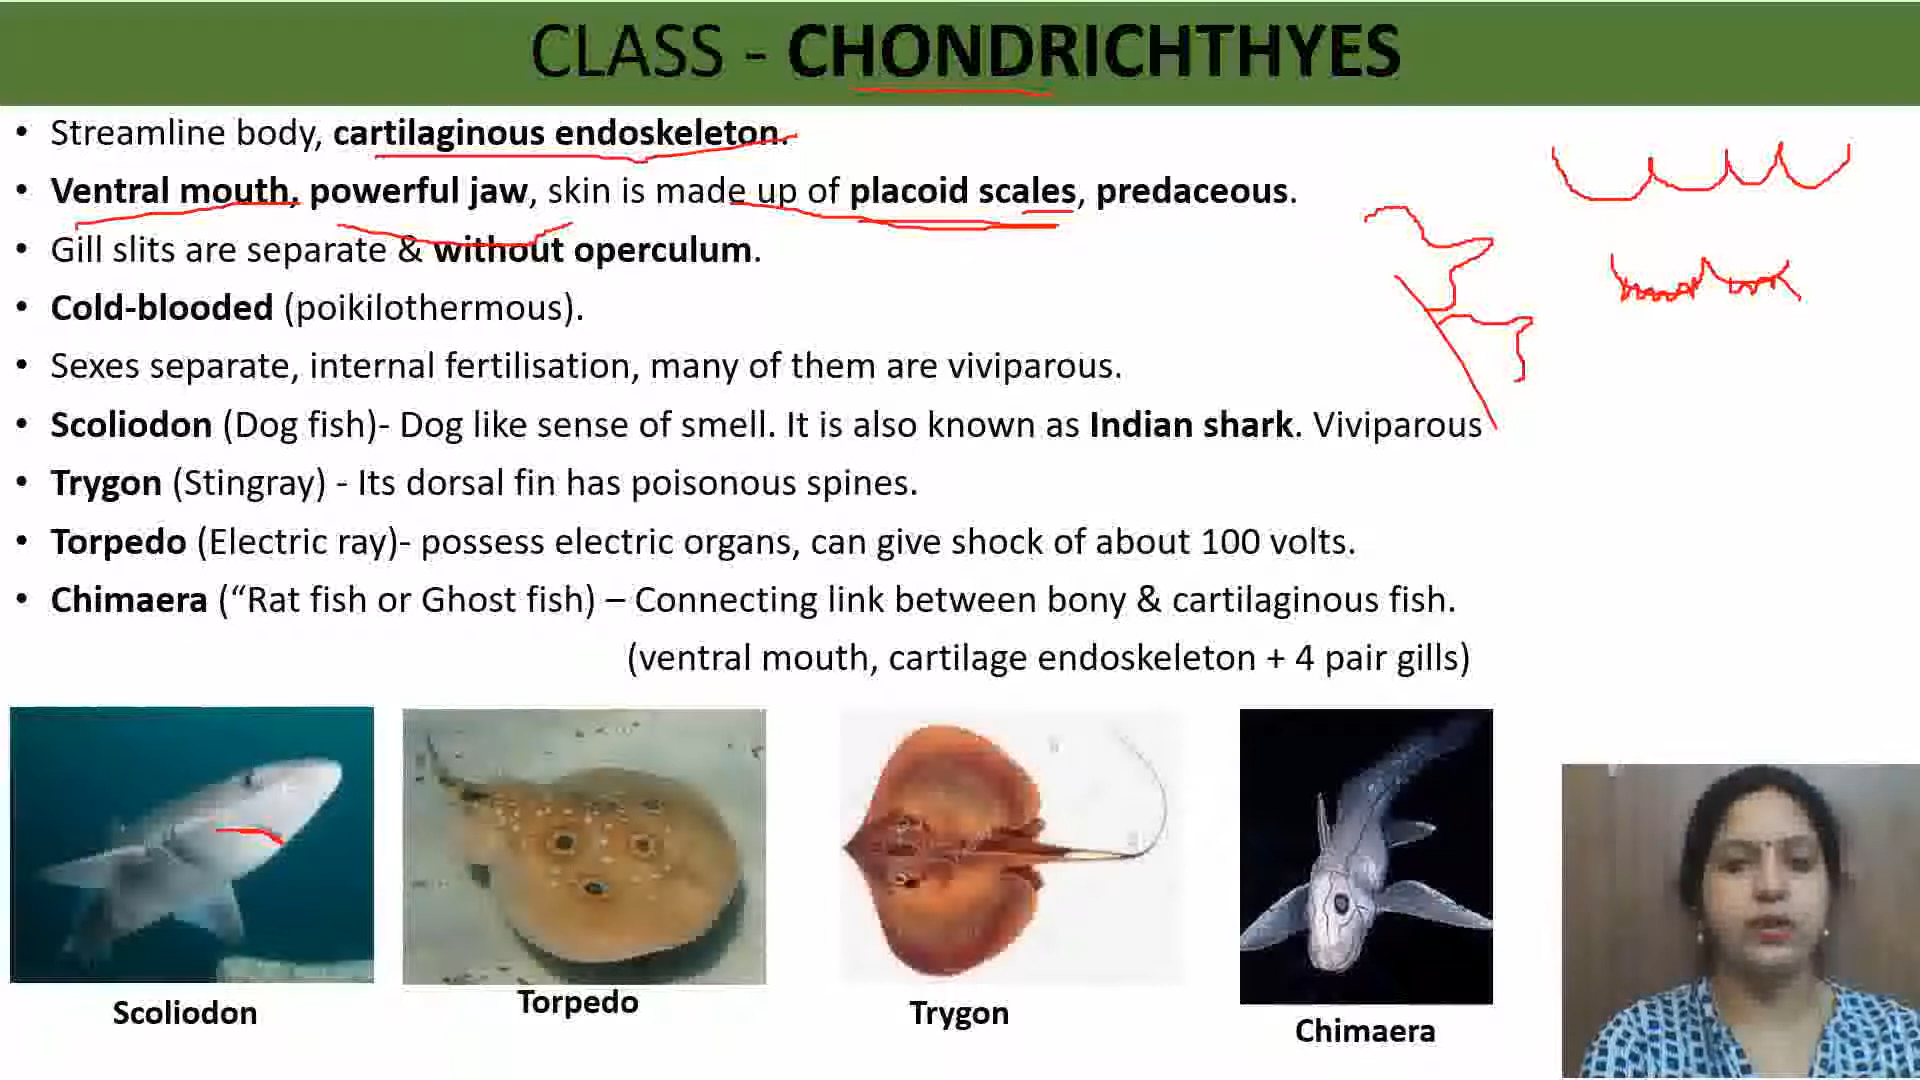 CLASS - CHONDRICHTHYES
• Streamline body, cartilaginous endoskeleton.
• Ventral mouth, powerful jaw, skin is made up of placoid scales, predaceous.
• Gill slits are separate & without operculum.
• Cold-blooded (poikilothermous).
• Sexes separate, internal fertilisation, many of them are viviparous.
• Scoliodon (Dog fish)- Dog like sense of smell. It is also known as Indian shark. Viviparous
• Trygon (Stingray) - Its dorsal fin has poisonous spines.
• Torpedo (Electric ray)- possess electric organs, can give shock of about 100 volts.
• Chimaera (“Rat fish or Ghost fish) – Connecting link between bony & cartilaginous fish.
(ventral mouth, cartilage endoskeleton + 4 pair gills)
Scoliodon
Torpedo
Trygon
Chimaera